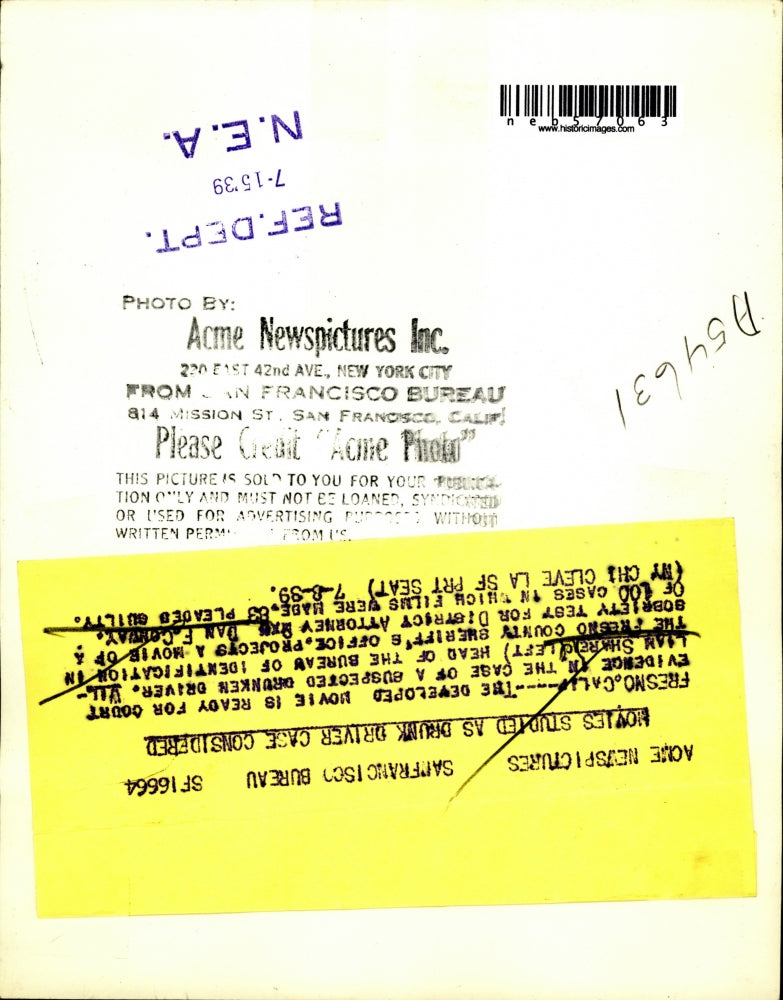 neb57063
www.historicimages.com
N.E.A.
7-15'39
REF.DEPT.
A54631
PHOTO BY:
Acme Newspictures Inc.
220 EAST 42nd AVE., NEW YORK CITY
FROM SAN FRANCISCO BUREAU
814 MISSION ST, SAN FRANCISCO, CALIF.
Please Credit "Acme Photo"
THIS PICTURE IS SOLD TO YOU FOR YOUR PUBLICA-
TION ONLY AND MUST NOT BE LOANED, SYNDICATED
OR USED FOR ADVERTISING PURPOSES WITHOUT
WRITTEN PERMISSION FROM US.
ACME NEWSPICTURES SANFRANCISCO BUREAU SF16664
MOVIES STUDIED AS DRUNK DRIVER CASE CONSIDERED
FRESNO, CALIF.----THE DEVELOPED MOVIE IS READY FOR COURT
EVIDENCE IN THE CASE OF A SUSPECTED DRUNKEN DRIVER. WIL-
LIAM SHARE(LEFT) HEAD OF THE BUREAU OF IDENTIFICATION IN
THE FRESNO COUNTY SHERIFF'S OFFICE, PROJECTS A MOVIE OF A
SOBRIETY TEST FOR DISTRICT ATTORNEY DAN F. CONWAY.
OF 100 CASES IN WHICH FILMS WERE MADE, 83 PLEADED GUILTY.
(NY CHI CLEVE LA SF PRT SEAT) 7-8-39.